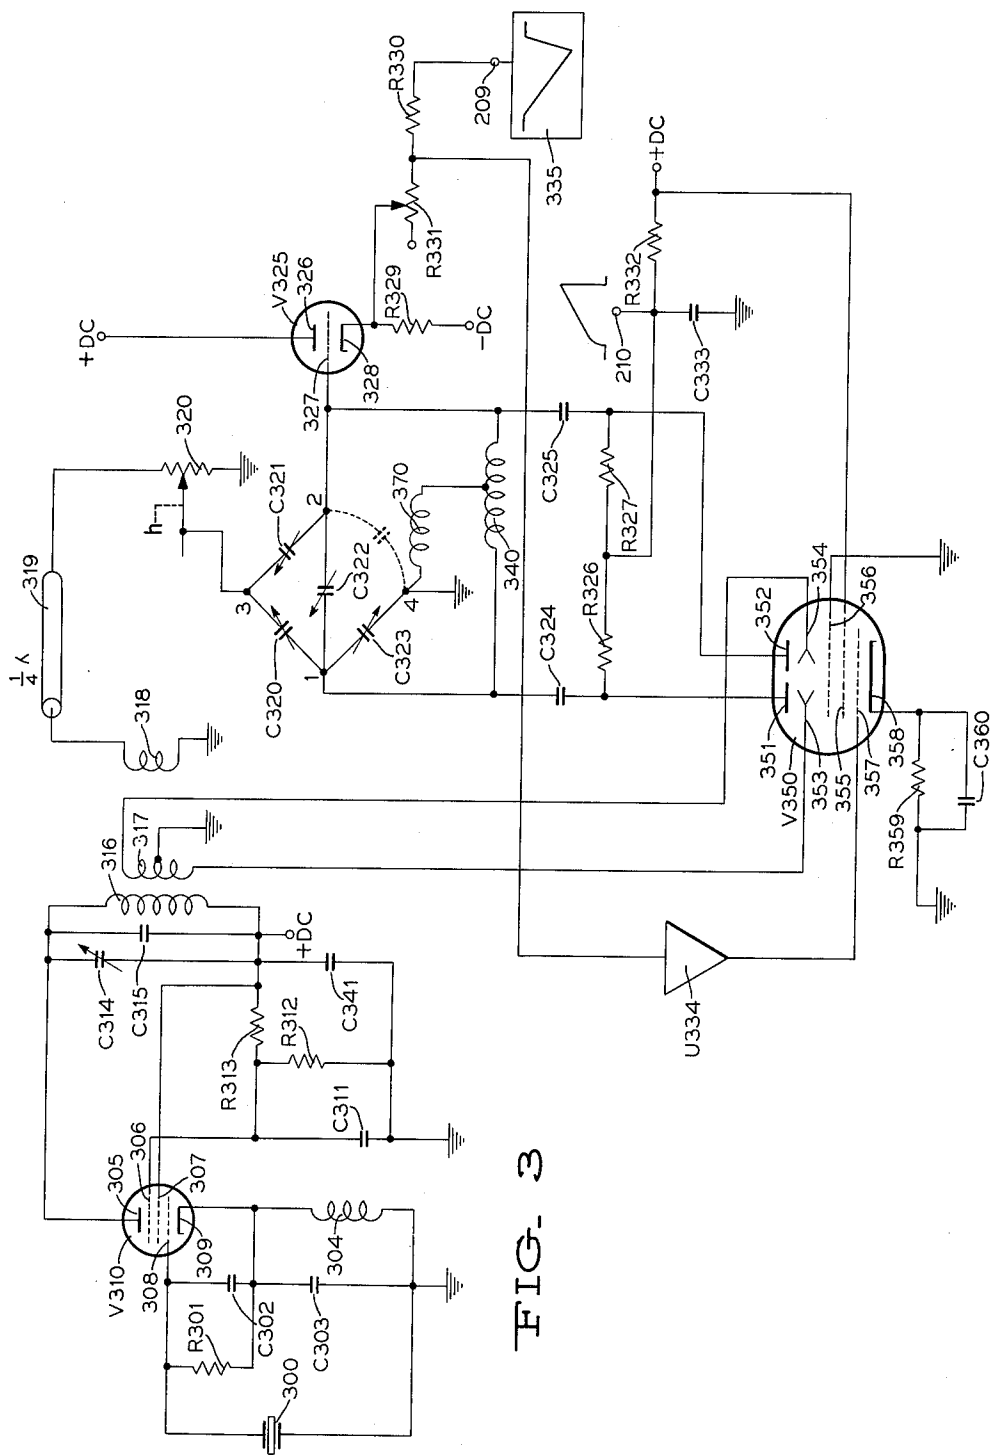 V310
305
306
307
308
309
R301
C302
C303
300
304
C311
R312
R313
C341
C314
C315
+DC
316
317
318
1/4 λ
319
320
h
C321
3
2
C320
C322
1
4
C323
370
340
+DC
V325
326
327
328
R329
-DC
R331
R330
209
335
C324
C325
R326
R327
210
R332
+DC
C333
351
352
V350
353
354
355
356
357
358
R359
C360
U334
FIG. 3